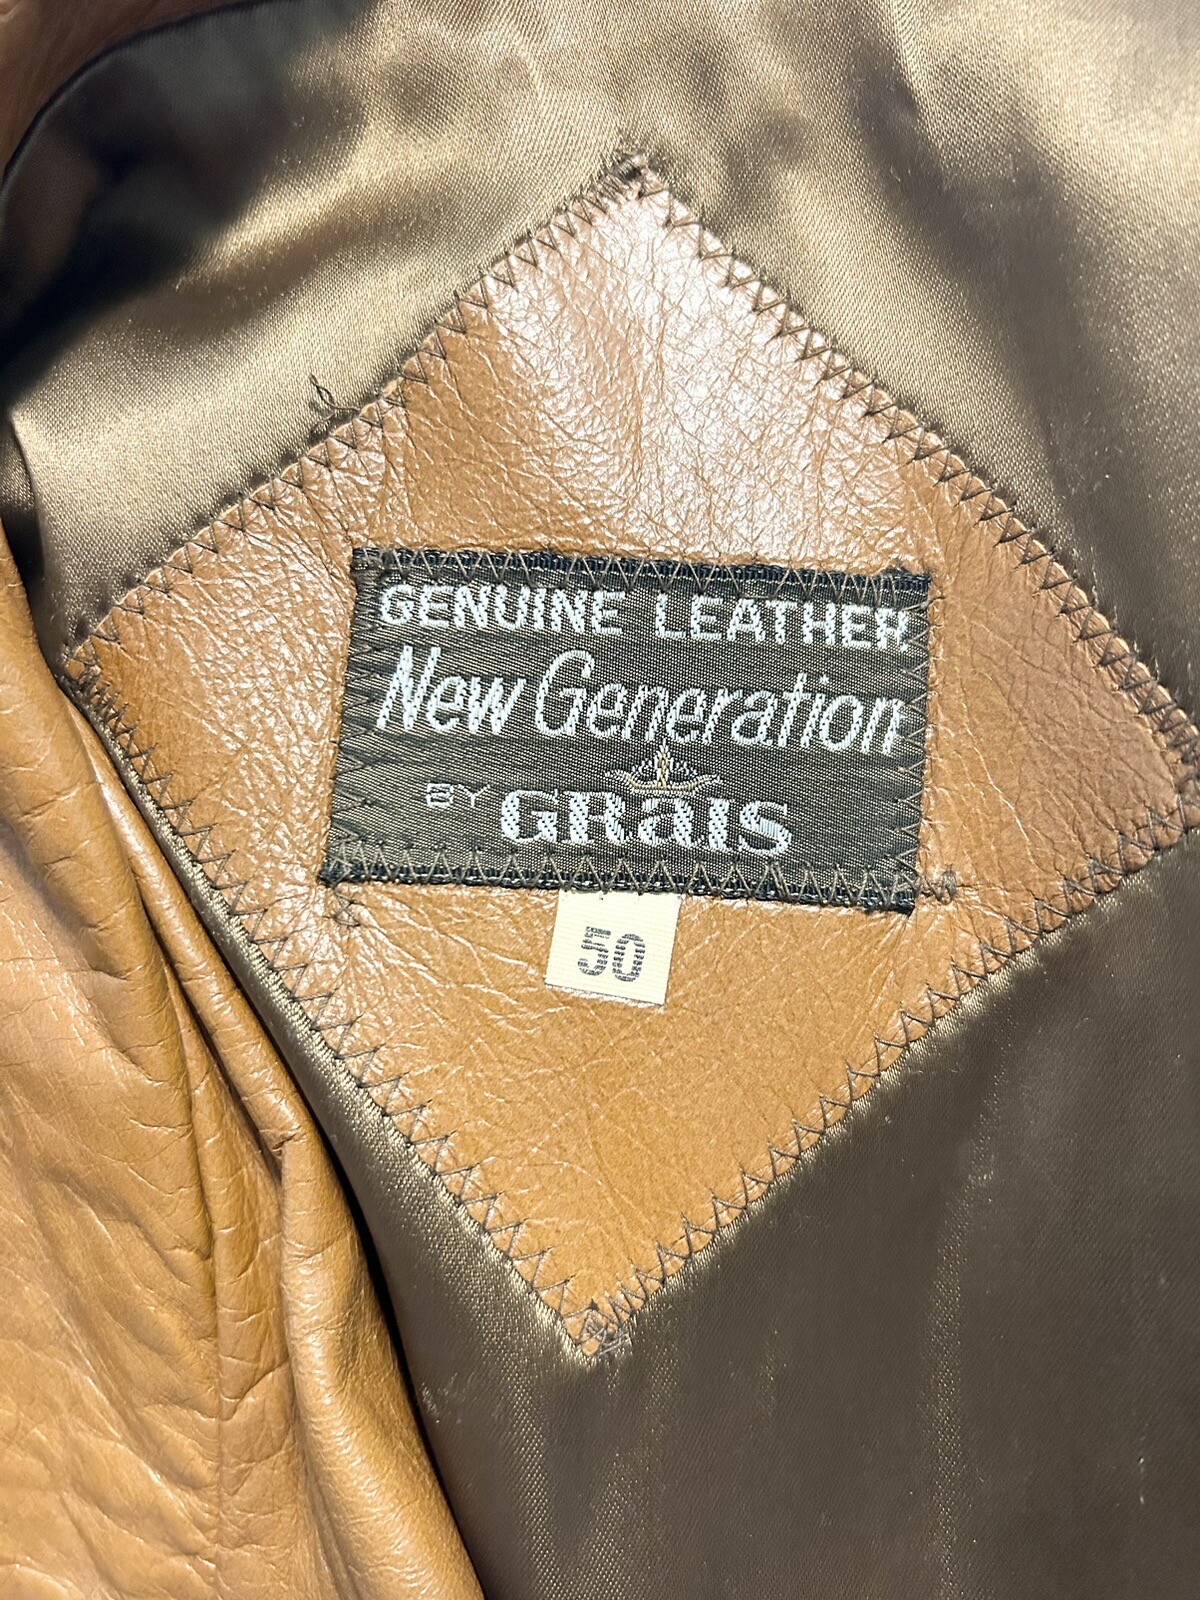 GENUINE LEATHER
New Generation
BY GRaIS
50